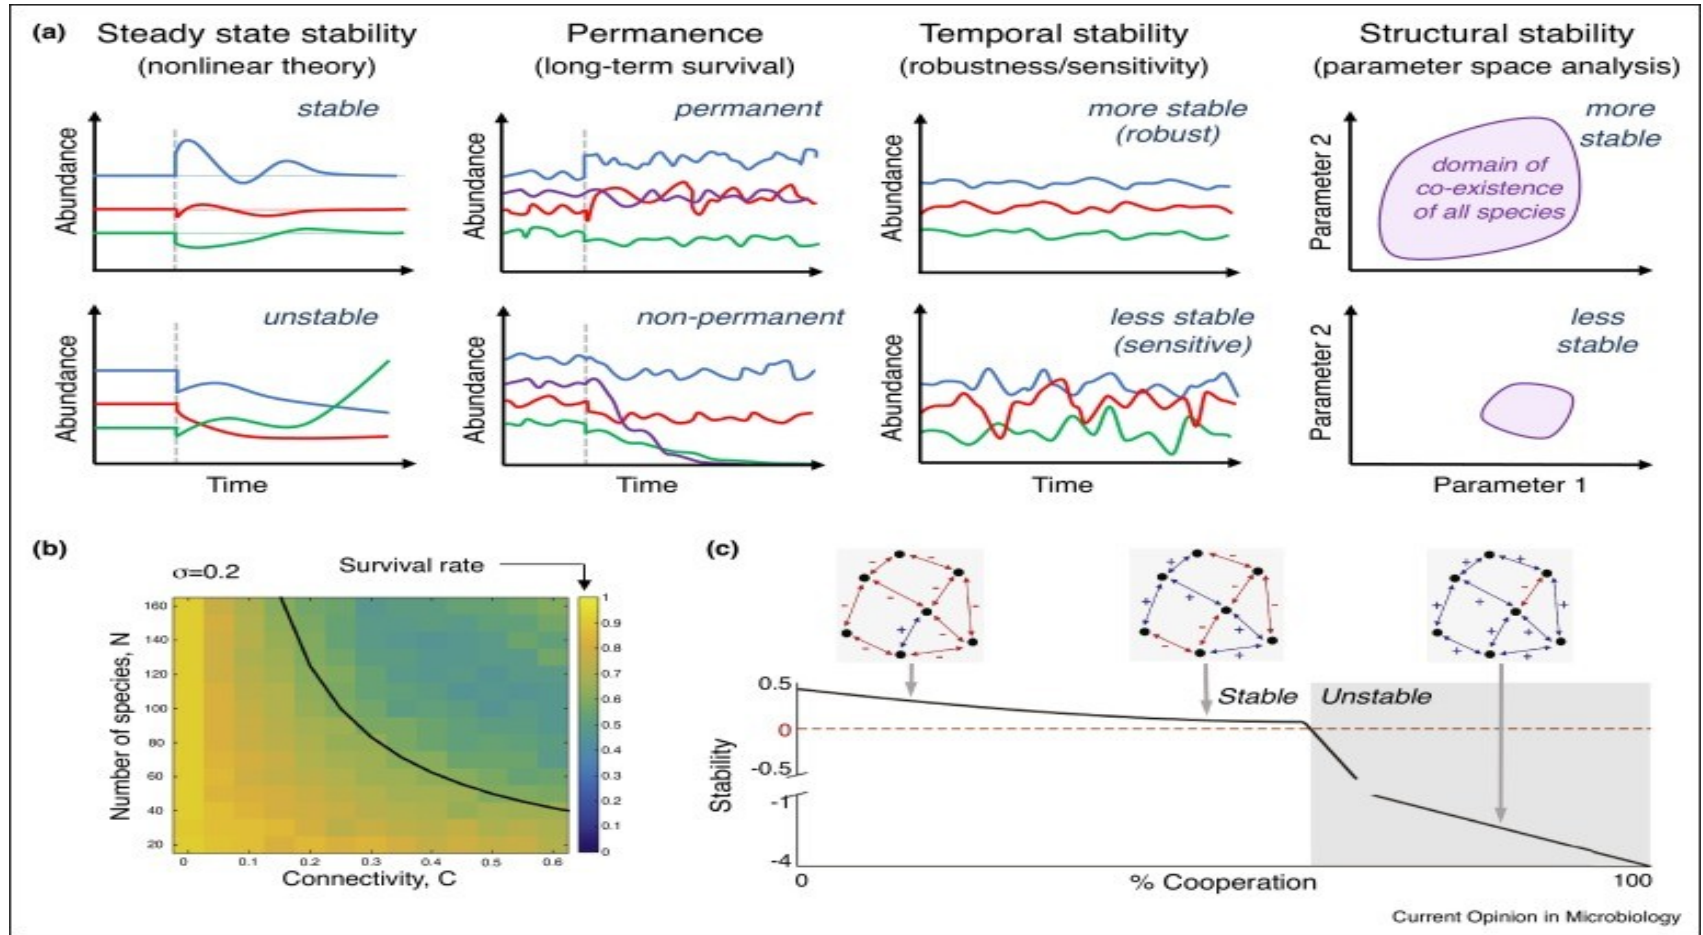 (a)
Steady state stability
(nonlinear theory)
Permanence
(long-term survival)
Temporal stability
(robustness/sensitivity)
Structural stability
(parameter space analysis)
stable
Abundance
permanent
Abundance
more stable
(robust)
Abundance
more
stable
domain of
co-existence
of all species
Parameter 2
unstable
Abundance
Time
non-permanent
Abundance
Time
less stable
(sensitive)
Abundance
Time
less
stable
Parameter 2
Parameter 1
(b)
σ=0.2
Survival rate
Number of species, N
160
140
120
100
80
60
40
20
0 0.1 0.2 0.3 0.4 0.5 0.6
Connectivity, C
1
0.9
0.8
0.7
0.6
0.5
0.4
0.3
0.2
0.1
0
(c)
- - - - - - - + - -
+ - + - + - - + - +
+ + + - + + + + + +
Stable
Unstable
Stability
0.5
0
-0.5
-1
-4
0
% Cooperation
100
Current Opinion in Microbiology